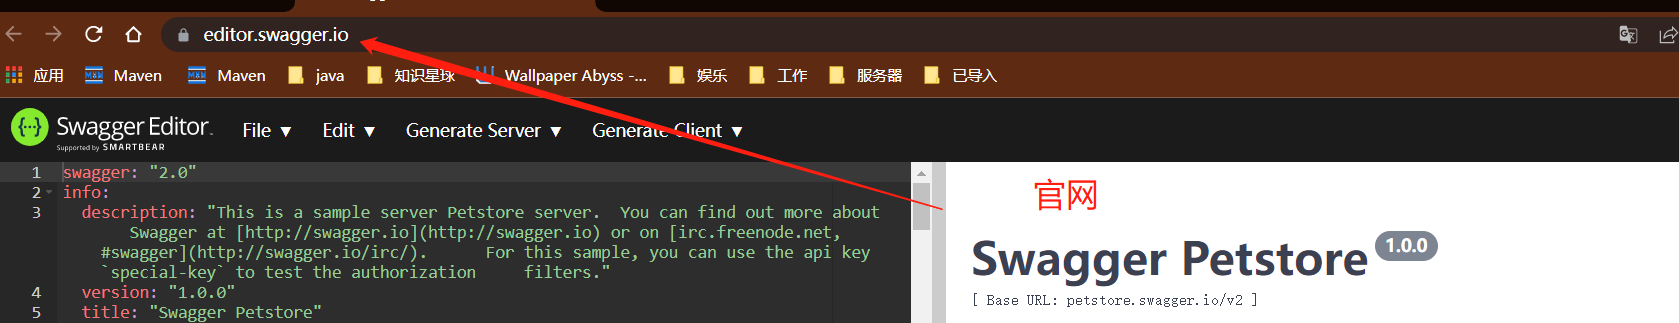 editor.swagger.io
应用 Maven Maven java 知识星球 Wallpaper Abyss -... 娱乐 工作 服务器 已导入
Swagger Editor.
Supported by SMARTBEAR
File ▼ Edit ▼ Generate Server ▼ Generate Client ▼
1 swagger: "2.0"
2 info:
3 description: "This is a sample server Petstore server. You can find out more about
Swagger at [http://swagger.io](http://swagger.io) or on [irc.freenode.net,
#swagger](http://swagger.io/irc/). For this sample, you can use the api key
`special-key` to test the authorization filters."
4 version: "1.0.0"
5 title: "Swagger Petstore"
官网
Swagger Petstore 1.0.0
[ Base URL: petstore.swagger.io/v2 ]